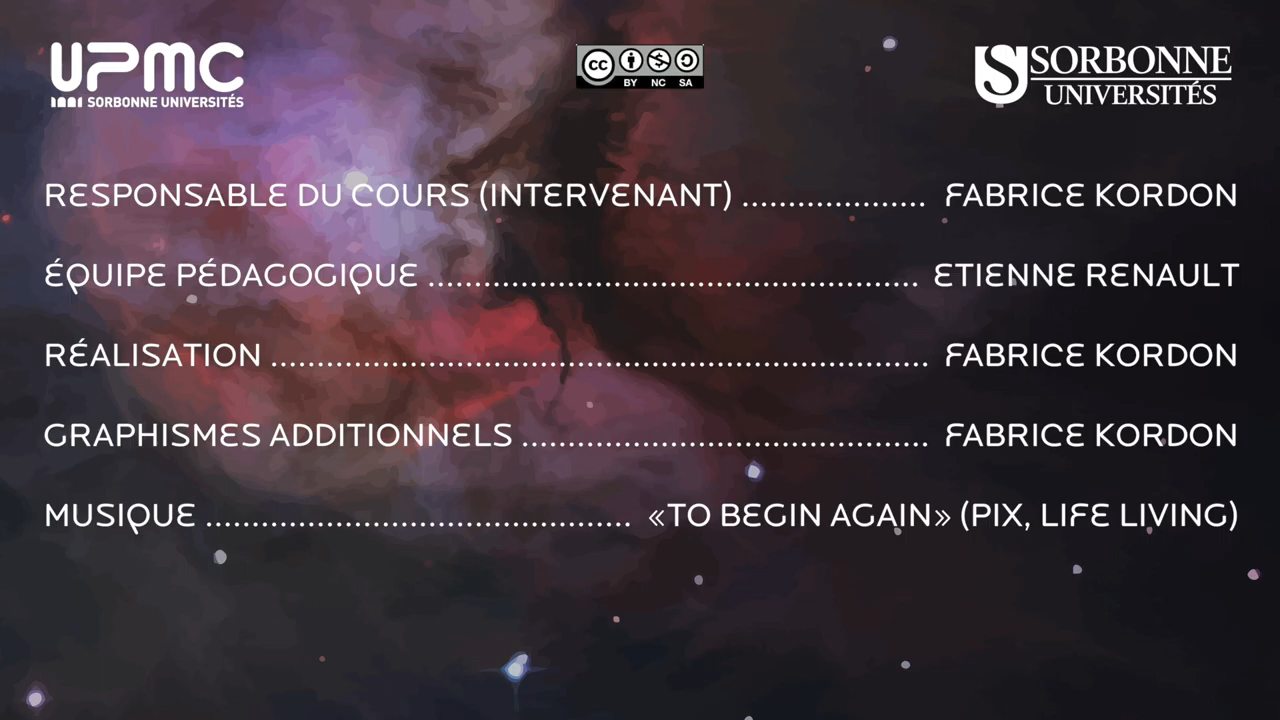 UPMC
SORBONNE UNIVERSITÉS
cc
BY NC SA
SORBONNE
UNIVERSITÉS
RESPONSABLE DU COURS (INTERVENANT) .................... FABRICE KORDON
ÉQUIPE PÉDAGOGIQUE ..................................................... ETIENNE RENAULT
RÉALISATION ...................................................................... FABRICE KORDON
GRAPHISMES ADDITIONNELS ............................................ FABRICE KORDON
MUSIQUE .............................................. «TO BEGIN AGAIN» (PIX, LIFE LIVING)